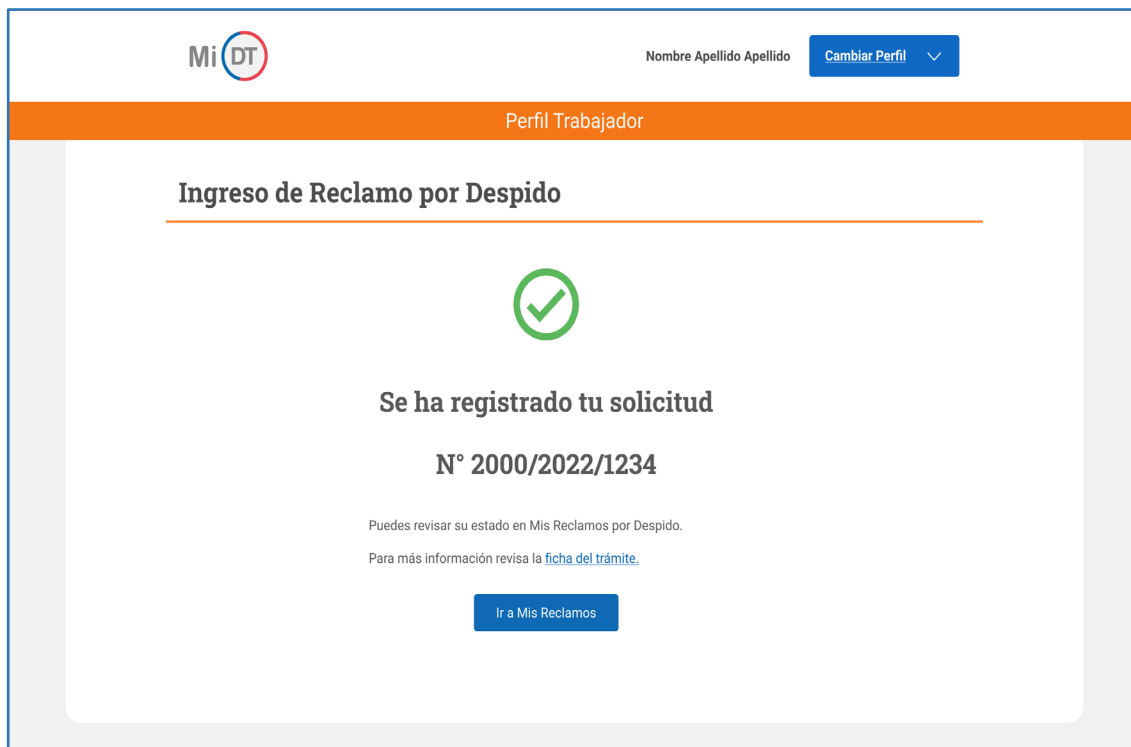 Mi DT
Nombre Apellido Apellido
Cambiar Perfil
Perfil Trabajador
Ingreso de Reclamo por Despido
Se ha registrado tu solicitud
N° 2000/2022/1234
Puedes revisar su estado en Mis Reclamos por Despido.
Para más información revisa la ficha del trámite.
Ir a Mis Reclamos